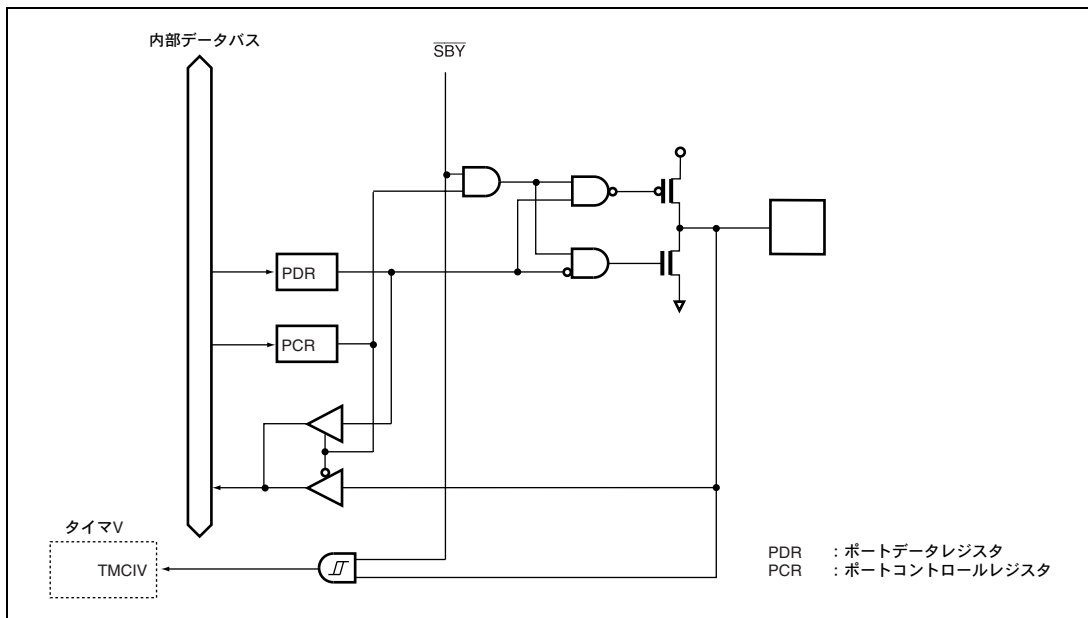 内部データバス
SBY
PDR
PCR
タイマV
TMCIV
PDR :ポートデータレジスタ
PCR :ポートコントロールレジスタ